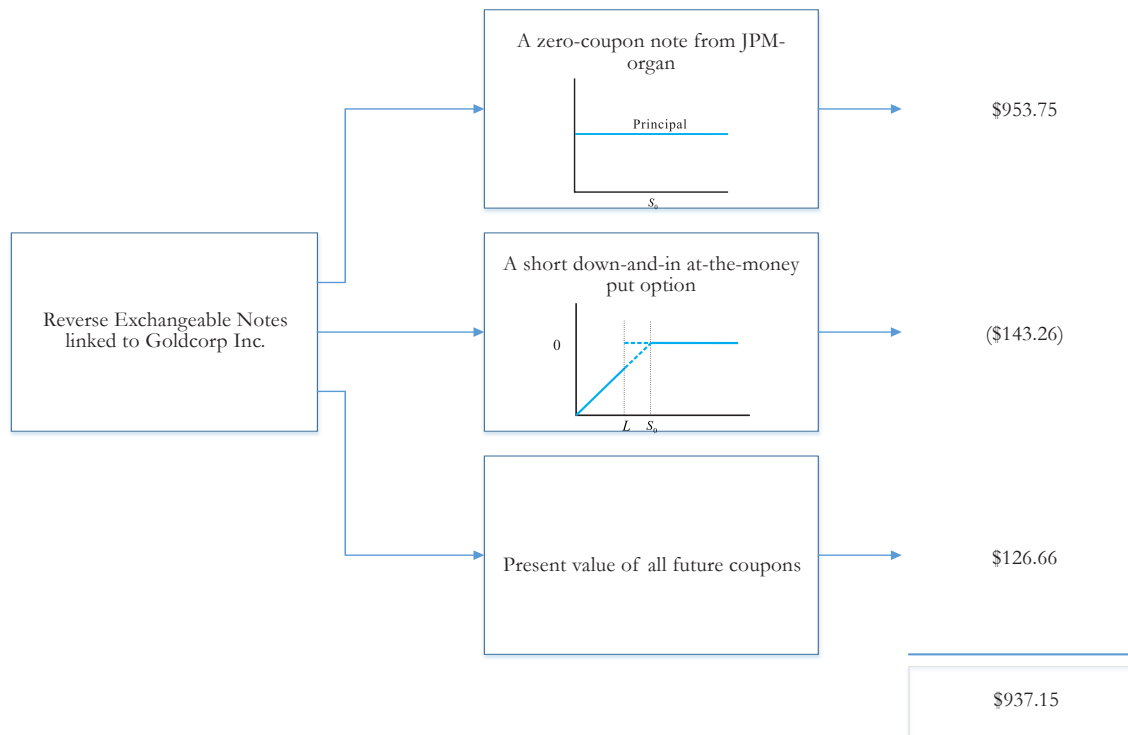 A zero-coupon note from JPM-
organ
Principal
S₀
$953.75
Reverse Exchangeable Notes
linked to Goldcorp Inc.
A short down-and-in at-the-money
put option
0
L
S₀
($143.26)
Present value of all future coupons
$126.66
$937.15